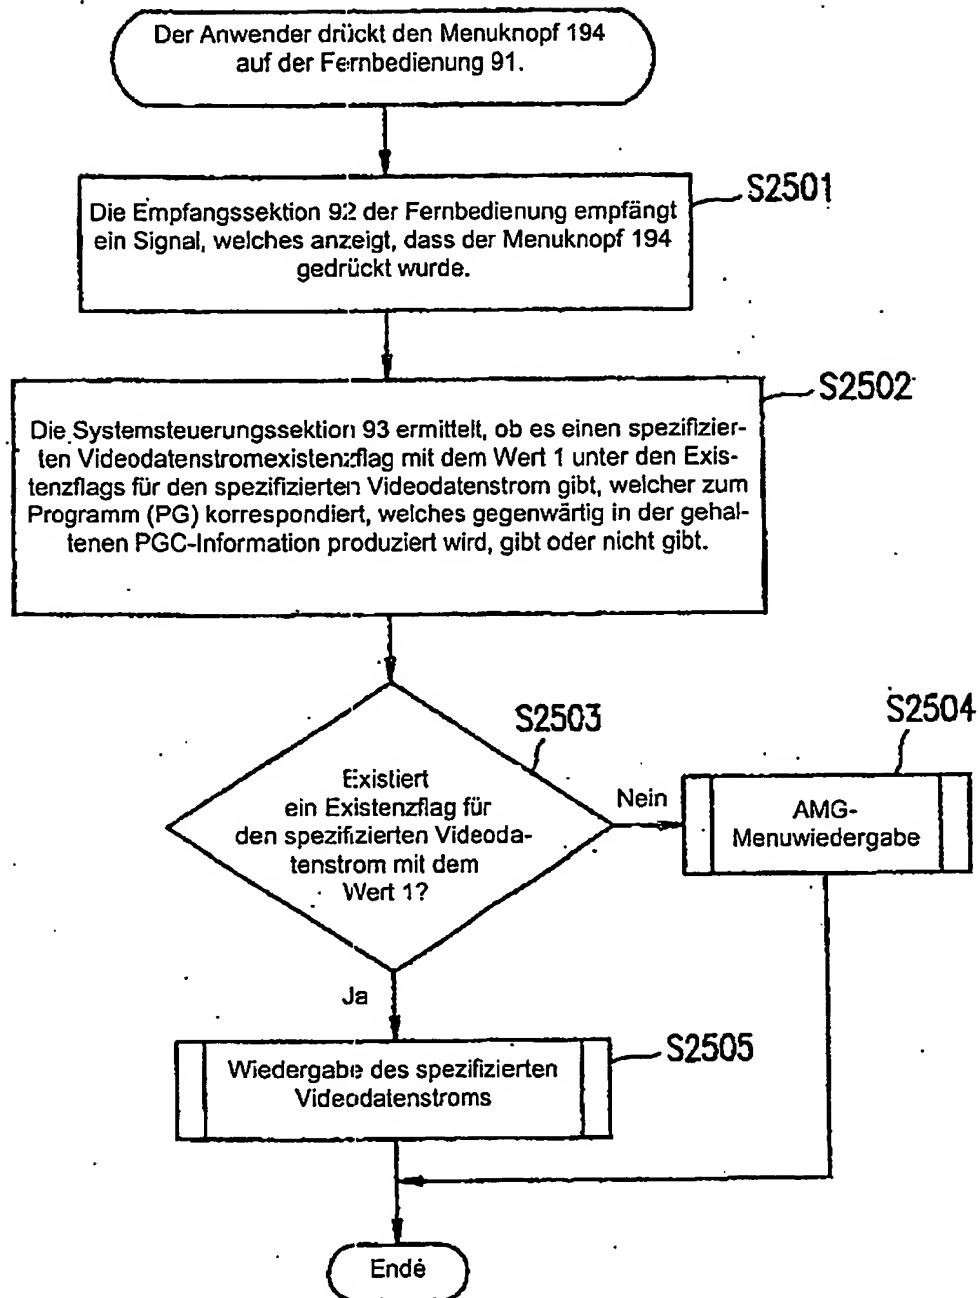 Der Anwender drückt den Menuknopf 194
auf der Fernbedienung 91.
S2501
Die Empfangssektion 92 der Fernbedienung empfängt
ein Signal, welches anzeigt, dass der Menuknopf 194
gedrückt wurde.
S2502
Die Systemsteuerungssektion 93 ermittelt, ob es einen spezifizier-
ten Videodatenstromexistenzflag mit dem Wert 1 unter den Exis-
tenzflags für den spezifizierten Videodatenstrom gibt, welcher zum
Programm (PG) korrespondiert, welches gegenwärtig in der gehal-
tenen PGC-Information produziert wird, gibt oder nicht gibt.
S2503
Existiert
ein Existenzflag für
den spezifizierten Videoda-
tenstrom mit dem
Wert 1?
Nein
S2504
AMG-
Menuwiedergabe
Ja
S2505
Wiedergabe des spezifizierten
Videodatenstroms
Ende